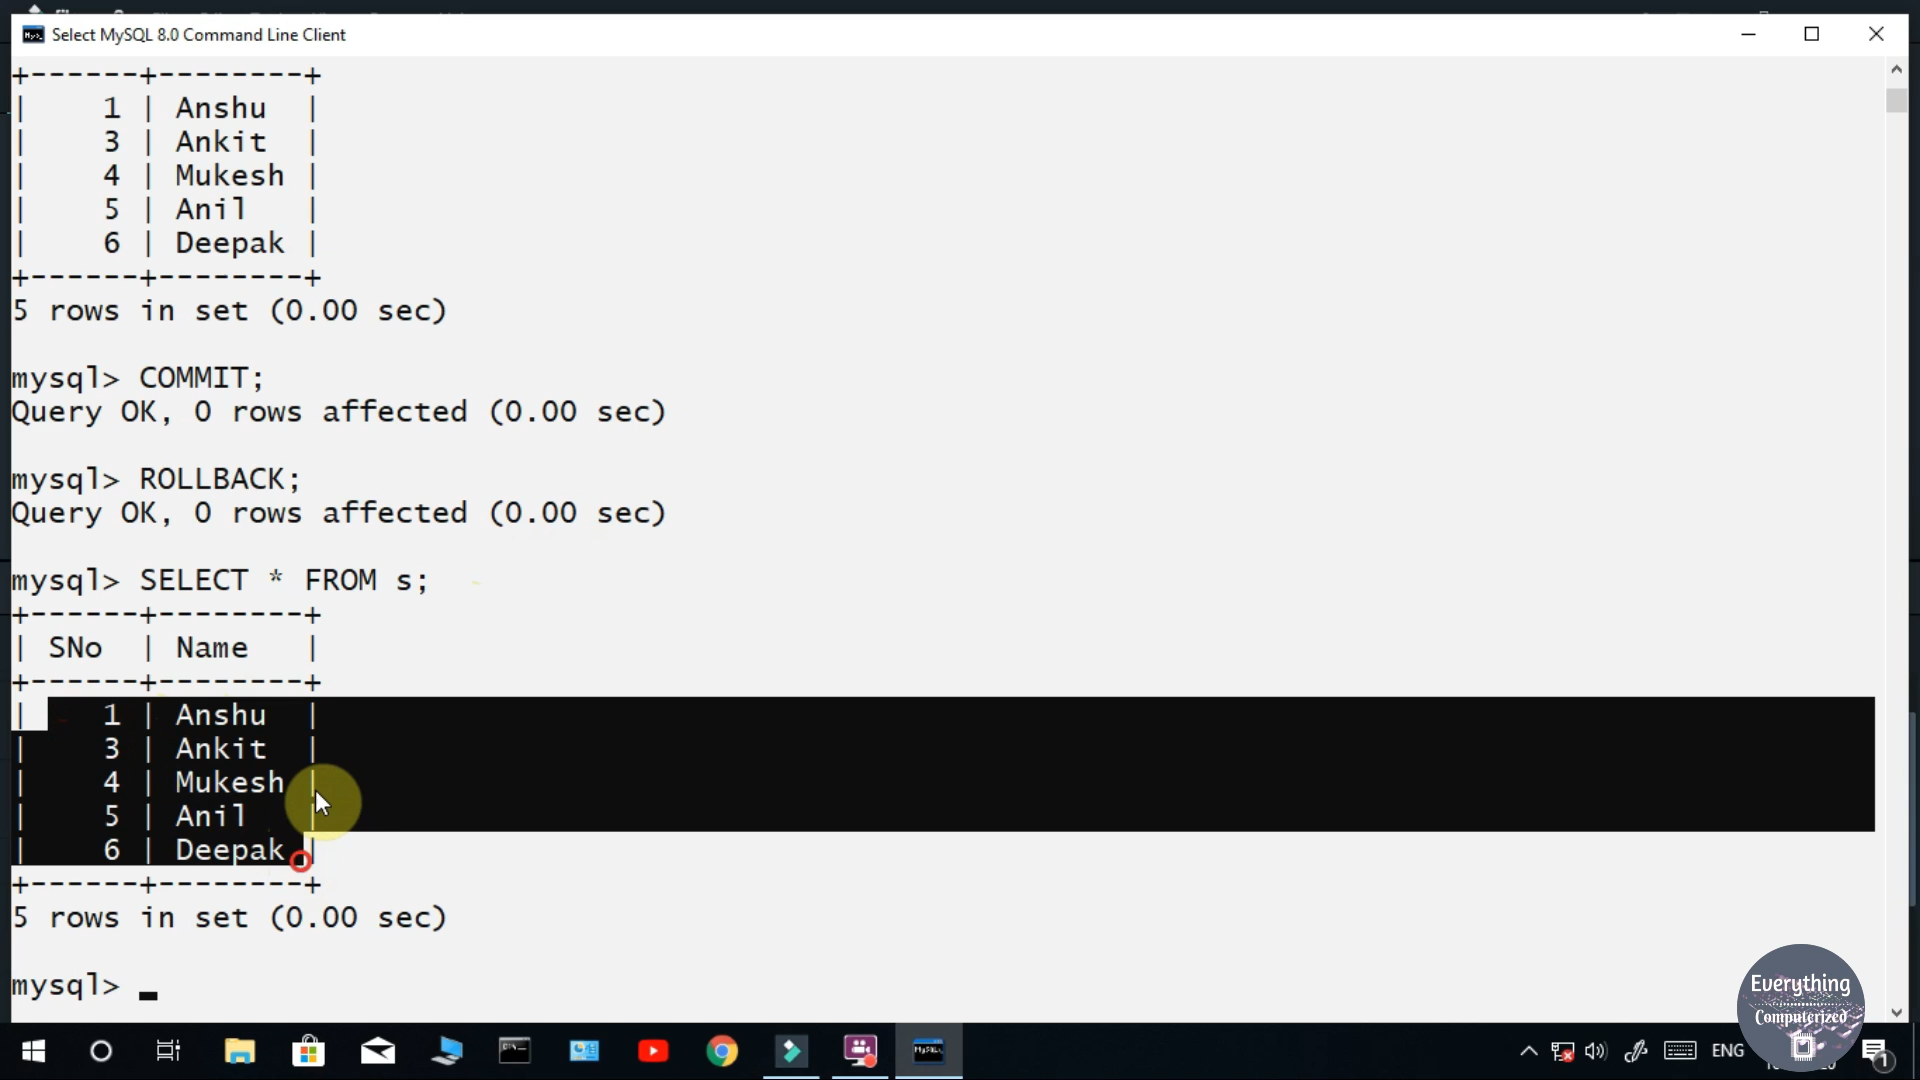 Select MySQL 8.0 Command Line Client
+------+--------+
|    1 | Anshu  |
|    3 | Ankit  |
|    4 | Mukesh |
|    5 | Anil   |
|    6 | Deepak |
+------+--------+
5 rows in set (0.00 sec)
mysql> COMMIT;
Query OK, 0 rows affected (0.00 sec)
mysql> ROLLBACK;
Query OK, 0 rows affected (0.00 sec)
mysql> SELECT * FROM s;
+------+--------+
| SNo  | Name   |
+------+--------+
|    1 | Anshu  |
|    3 | Ankit  |
|    4 | Mukesh |
|    5 | Anil   |
|    6 | Deepak |
+------+--------+
5 rows in set (0.00 sec)
mysql>
Everything
Computerized
ENG
1